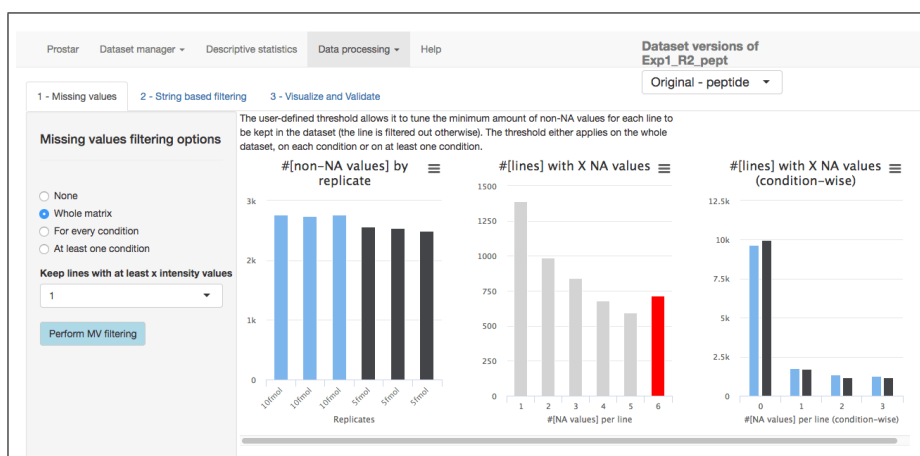 Prostar
Dataset manager
Descriptive statistics
Data processing
Help
Dataset versions of
Exp1_R2_pept
Original - peptide
1 - Missing values
2 - String based filtering
3 - Visualize and Validate
Missing values filtering options
None
Whole matrix
For every condition
At least one condition
Keep lines with at least x intensity values
1
Perform MV filtering
The user-defined threshold allows it to tune the minimum amount of non-NA values for each line to
be kept in the dataset (the line is filtered out otherwise). The threshold either applies on the whole
dataset, on each condition or on at least one condition.
#[non-NA values] by
replicate
3k
2k
1k
0
10fmol
10fmol
10fmol
5fmol
5fmol
5fmol
Replicates
#[lines] with X NA values
1500
1250
1000
750
500
250
0
1 2 3 4 5 6
#[NA values] per line
#[lines] with X NA values
(condition-wise)
12.5k
10k
7.5k
5k
2.5k
0
0 1 2 3
#[NA values] per line (condition-wise)